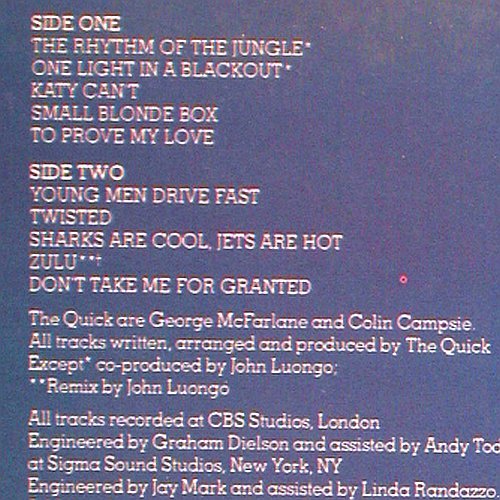 SIDE ONE
THE RHYTHM OF THE JUNGLE*
ONE LIGHT IN A BLACKOUT*
KATY CAN'T
SMALL BLONDE BOX
TO PROVE MY LOVE
SIDE TWO
YOUNG MEN DRIVE FAST
TWISTED
SHARKS ARE COOL, JETS ARE HOT
ZULU**†
DON'T TAKE ME FOR GRANTED
The Quick are George McFarlane and Colin Campsie.
All tracks written, arranged and produced by The Quick
Except* co-produced by John Luongo;
**Remix by John Luongo
All tracks recorded at CBS Studios, London
Engineered by Graham Dielson and assisted by Andy Tod
at Sigma Sound Studios, New York, NY
Engineered by Jay Mark and assisted by Linda Randazzo